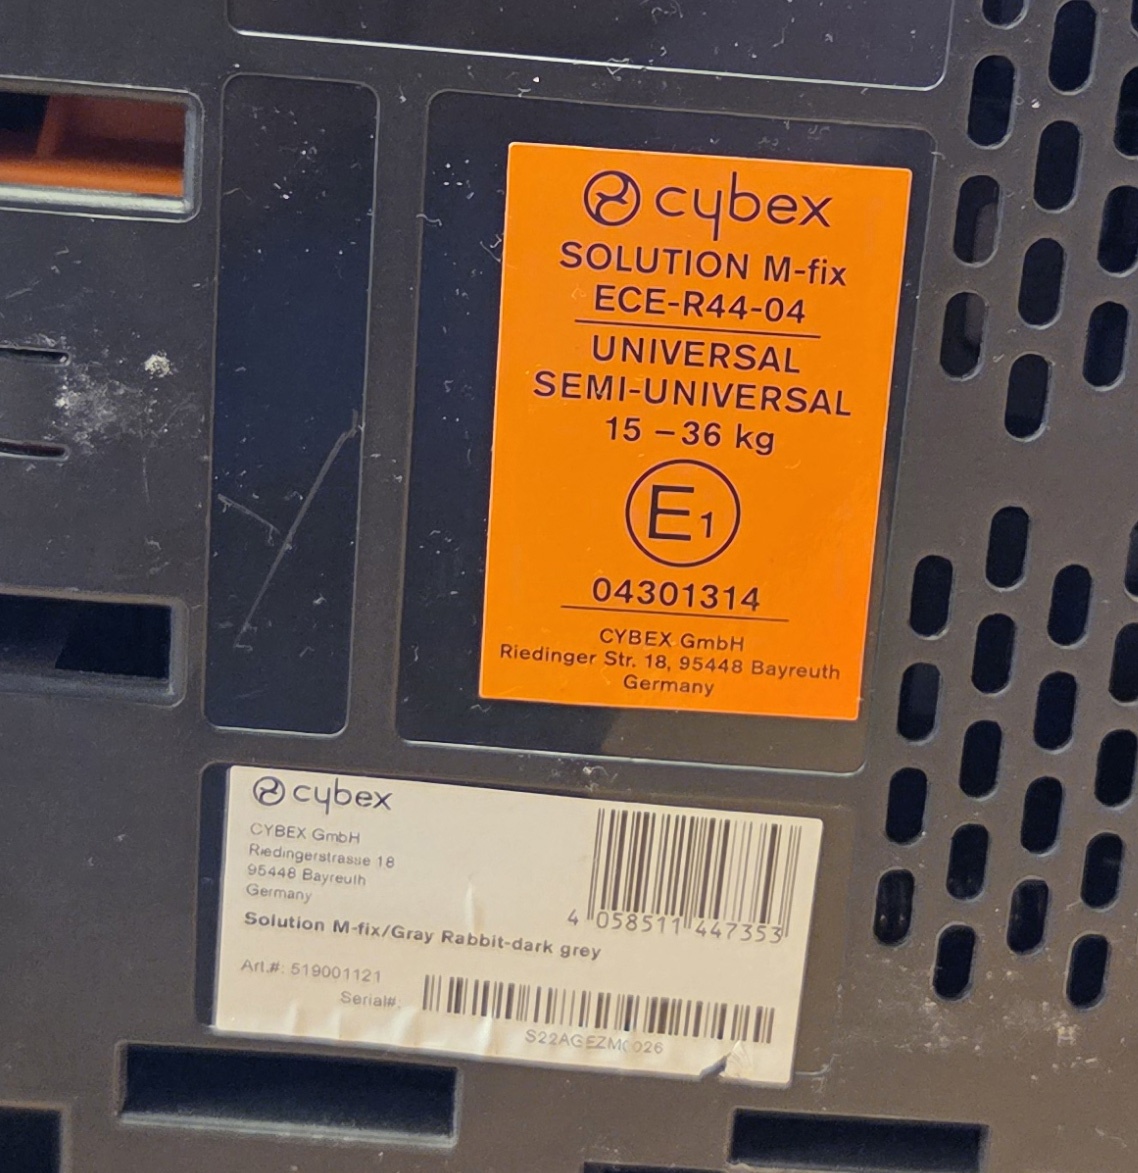 cybex
SOLUTION M-fix
ECE-R44-04
UNIVERSAL
SEMI-UNIVERSAL
15 – 36 kg
E1
04301314
CYBEX GmbH
Riedinger Str. 18, 95448 Bayreuth
Germany
cybex
CYBEX GmbH
Riedingerstrasse 18
95448 Bayreuth
Germany
4 058511 447353
Solution M-fix/Gray Rabbit-dark grey
Art.#: 519001121
Serial#: